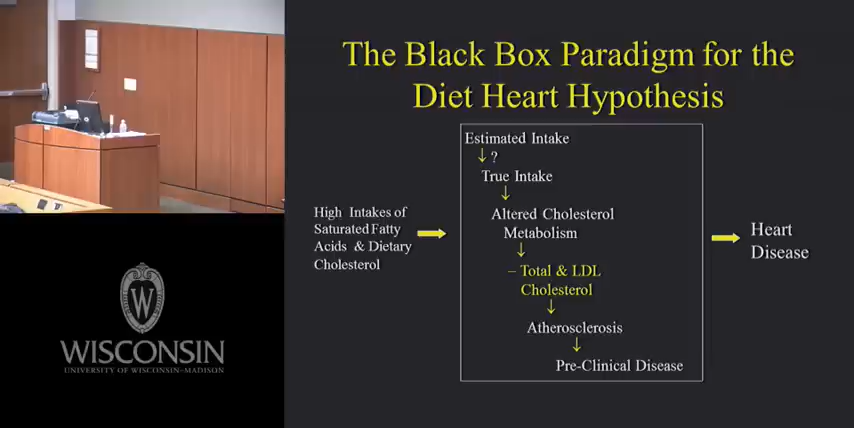 The Black Box Paradigm for the
Diet Heart Hypothesis
High Intakes of
Saturated Fatty
Acids & Dietary
Cholesterol
Estimated Intake
?
True Intake
Altered Cholesterol
Metabolism
– Total & LDL
Cholesterol
Atherosclerosis
Pre-Clinical Disease
Heart
Disease
W
WISCONSIN
UNIVERSITY OF WISCONSIN–MADISON